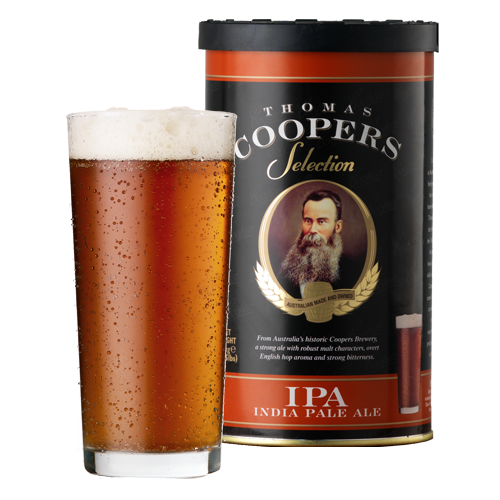 THOMAS
COOPERS
Selection
AUSTRALIAN MADE AND OWNED
From Australia's historic Coopers Brewery,
a strong ale with robust malt characters, overt
English hop aroma and strong bitterness.
IPA
INDIA PALE ALE